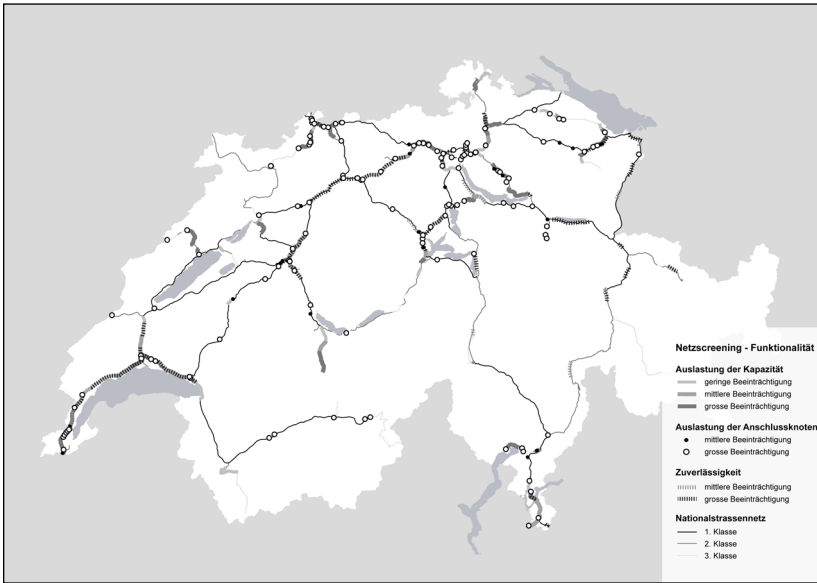 Netzscreening - Funktionalität
Auslastung der Kapazität
geringe Beeinträchtigung
mittlere Beeinträchtigung
grosse Beeinträchtigung
Auslastung der Anschlussknoten
mittlere Beeinträchtigung
grosse Beeinträchtigung
Zuverlässigkeit
mittlere Beeinträchtigung
grosse Beeinträchtigung
Nationalstrassennetz
1. Klasse
2. Klasse
3. Klasse